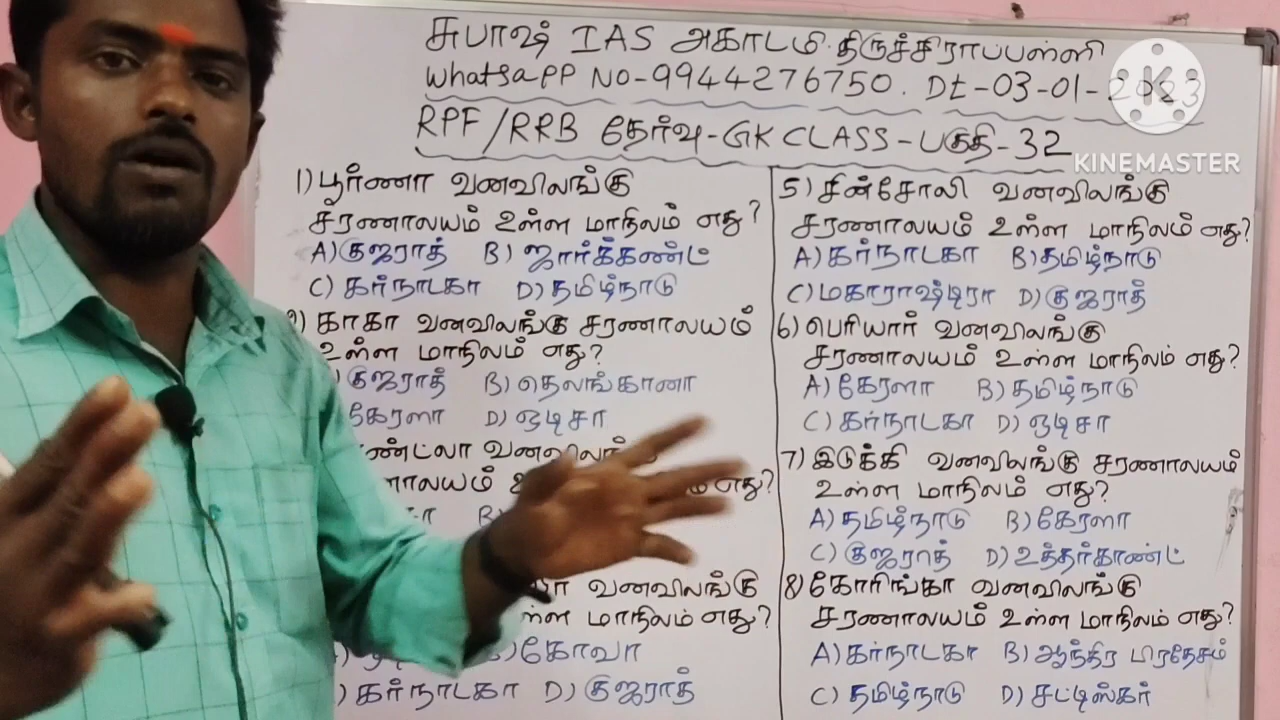 சுபாஷ் IAS அகாடமி. திருச்சிராப்பள்ளி
WhatsaPP NO-9944276750. Dt-03-01-2023
RPF/RRB தேர்வு-GK CLASS-பகுதி-32
KINEMASTER
1) பூர்ணா வனவிலங்கு
சரணாலயம் உள்ள மாநிலம் எது?
A) குஜராத் B) ஜார்க்கண்ட்
C) கர்நாடகா D) தமிழ்நாடு
காகா வனவிலங்கு சரணாலயம்
உள்ள மாநிலம் எது?
குஜராத் B) தெலங்கானா
கேரளா D) ஒடிசா
வனவிலங்கு
எது?
வனவிலங்கு
மாநிலம் எது?
கோவா
கர்நாடகா D) குஜராத்
5) சின்சோலி வனவிலங்கு
சரணாலயம் உள்ள மாநிலம் எது?
A) கர்நாடகா B) தமிழ்நாடு
C) மகாராஷ்டிரா D) குஜராத்
6) பெரியார் வனவிலங்கு
சரணாலயம் உள்ள மாநிலம் எது?
A) கேரளா B) தமிழ்நாடு
C) கர்நாடகா D) ஒடிசா
7) இடுக்கி வனவிலங்கு சரணாலயம்
உள்ள மாநிலம் எது?
A) தமிழ்நாடு B) கேரளா
C) குஜராத் D) உத்தர்காண்ட்
8) கோரிங்கா வனவிலங்கு
சரணாலயம் உள்ள மாநிலம் எது?
A) கர்நாடகா B) ஆந்திர பிரதேசம்
C) தமிழ்நாடு D) சட்டிஸ்கர்